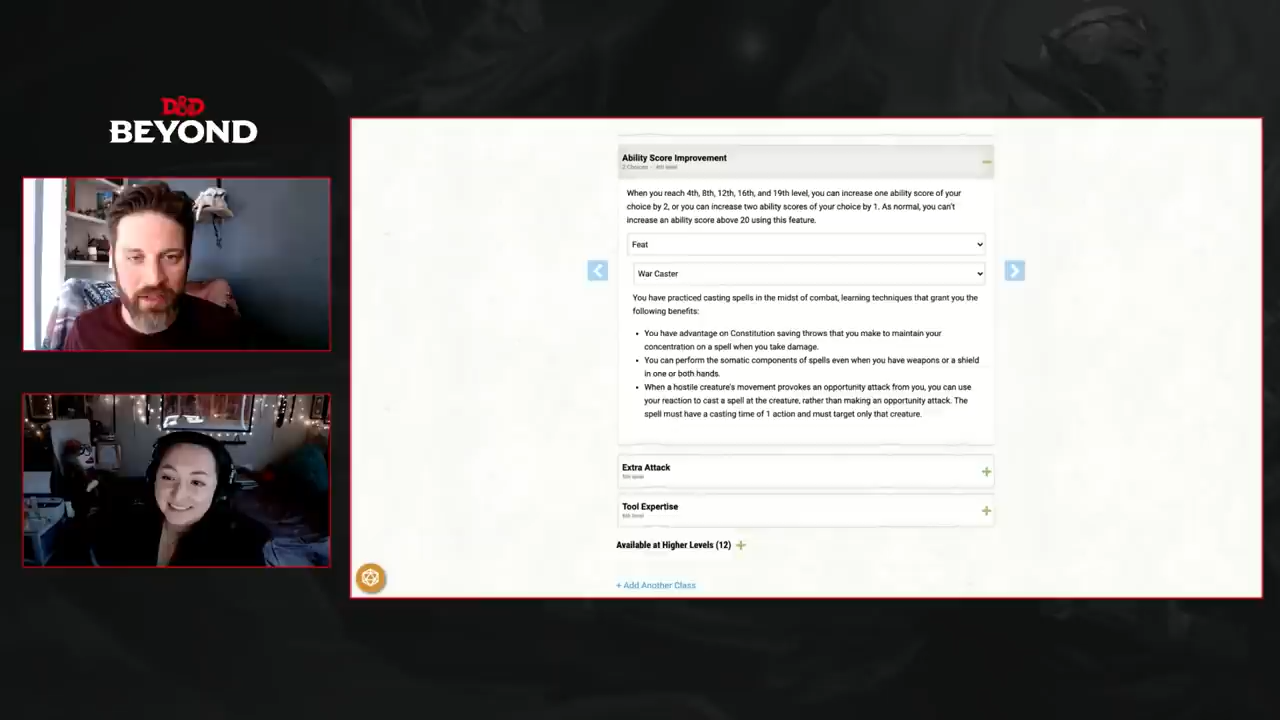 D&D
BEYOND
Ability Score Improvement
2 Choices • 4th level
When you reach 4th, 8th, 12th, 16th, and 19th level, you can increase one ability score of your
choice by 2, or you can increase two ability scores of your choice by 1. As normal, you can't
increase an ability score above 20 using this feature.
Feat
War Caster
You have practiced casting spells in the midst of combat, learning techniques that grant you the
following benefits:
• You have advantage on Constitution saving throws that you make to maintain your
concentration on a spell when you take damage.
• You can perform the somatic components of spells even when you have weapons or a shield
in one or both hands.
• When a hostile creature's movement provokes an opportunity attack from you, you can use
your reaction to cast a spell at the creature, rather than making an opportunity attack. The
spell must have a casting time of 1 action and must target only that creature.
Extra Attack
5th level
Tool Expertise
6th level
Available at Higher Levels (12) +
+ Add Another Class